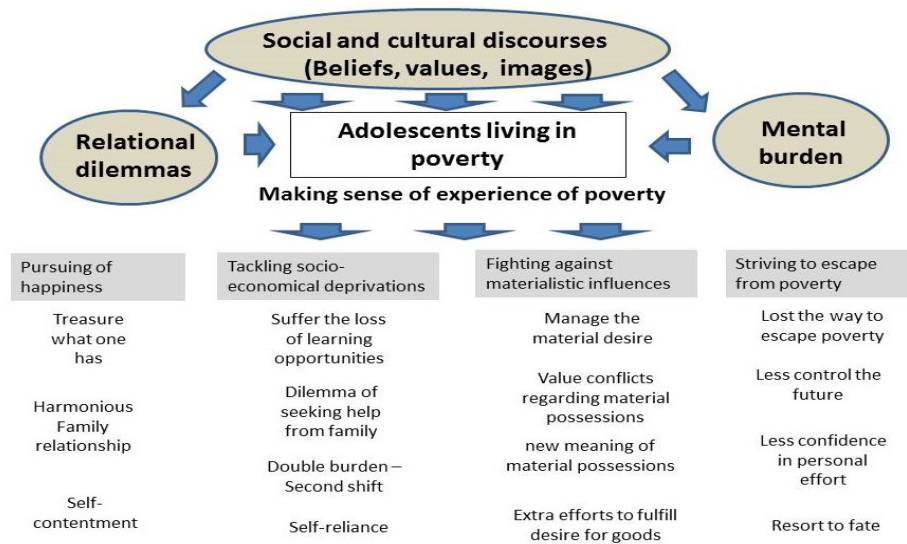 Social and cultural discourses
(Beliefs, values, images)
Relational
dilemmas
Adolescents living in
poverty
Mental
burden
Making sense of experience of poverty
Pursuing of
happiness
Treasure
what one
has
Harmonious
Family
relationship
Self-
contentment
Tackling socio-
economical deprivations
Suffer the loss
of learning
opportunities
Dilemma of
seeking help
from family
Double burden –
Second shift
Self-reliance
Fighting against
materialistic influences
Manage the
material desire
Value conflicts
regarding material
possessions
new meaning of
material possessions
Extra efforts to fulfill
desire for goods
Striving to escape
from poverty
Lost the way to
escape poverty
Less control the
future
Less confidence
in personal
effort
Resort to fate